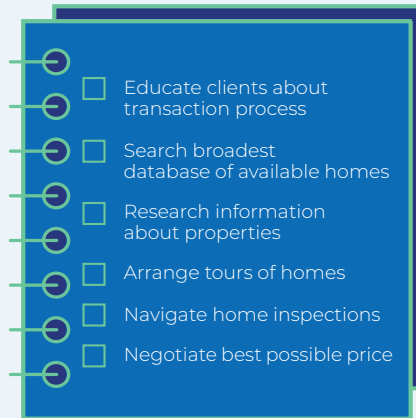 Educate clients about
transaction process
Search broadest
database of available homes
Research information
about properties
Arrange tours of homes
Navigate home inspections
Negotiate best possible price